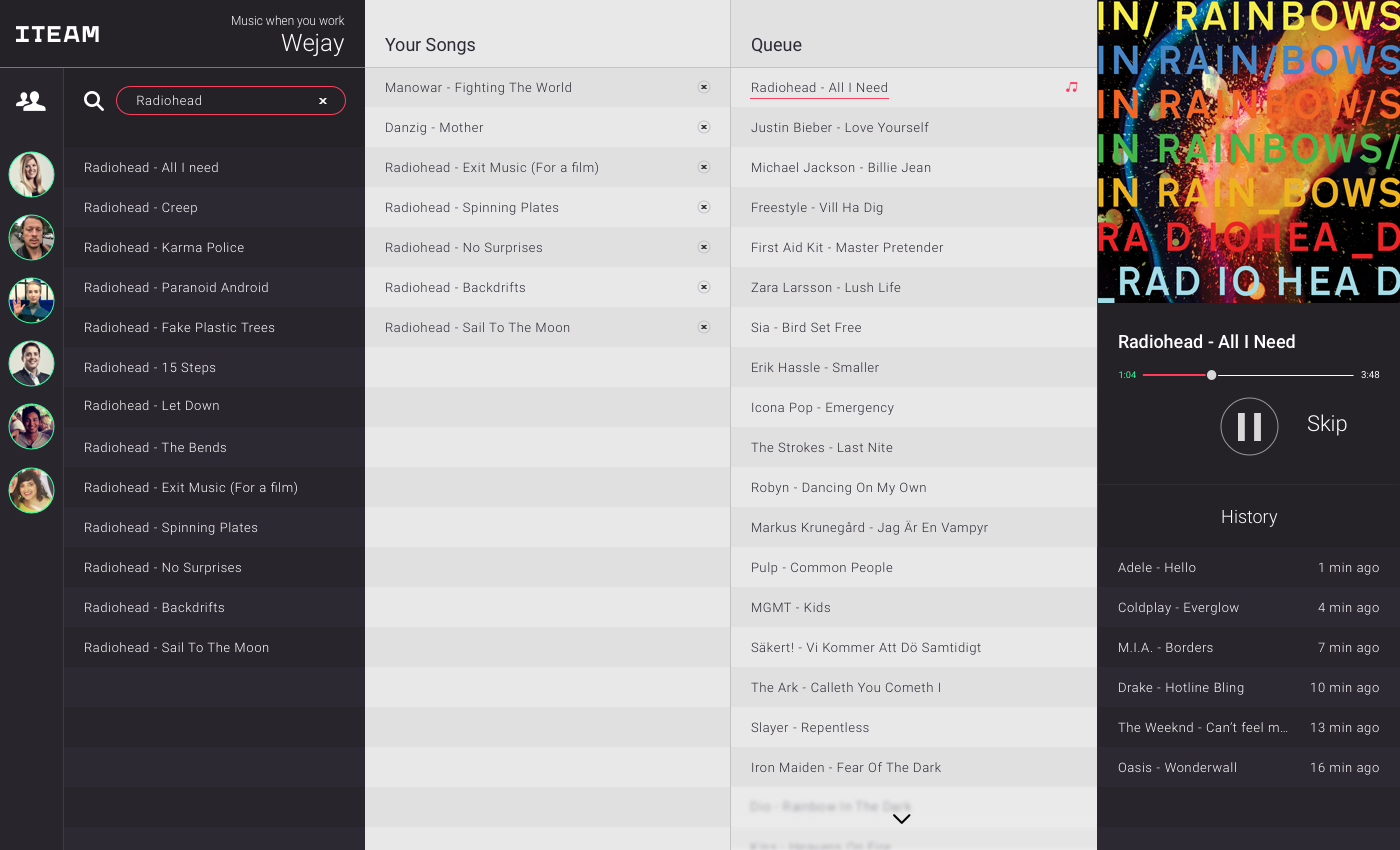 ITEAM
Music when you work
Wejay
Radiohead
Radiohead - All I need
Radiohead - Creep
Radiohead - Karma Police
Radiohead - Paranoid Android
Radiohead - Fake Plastic Trees
Radiohead - 15 Steps
Radiohead - Let Down
Radiohead - The Bends
Radiohead - Exit Music (For a film)
Radiohead - Spinning Plates
Radiohead - No Surprises
Radiohead - Backdrifts
Radiohead - Sail To The Moon
Your Songs
Manowar - Fighting The World
Danzig - Mother
Radiohead - Exit Music (For a film)
Radiohead - Spinning Plates
Radiohead - No Surprises
Radiohead - Backdrifts
Radiohead - Sail To The Moon
Queue
Radiohead - All I Need
Justin Bieber - Love Yourself
Michael Jackson - Billie Jean
Freestyle - Vill Ha Dig
First Aid Kit - Master Pretender
Zara Larsson - Lush Life
Sia - Bird Set Free
Erik Hassle - Smaller
Icona Pop - Emergency
The Strokes - Last Nite
Robyn - Dancing On My Own
Markus Krunegård - Jag Är En Vampyr
Pulp - Common People
MGMT - Kids
Säkert! - Vi Kommer Att Dö Samtidigt
The Ark - Calleth You Cometh I
Slayer - Repentless
Iron Maiden - Fear Of The Dark
Dio - Rainbow In The Dark
IN/ RAINBOWS
IN RAIN/BOWS
IN RAINBOW/S
IN RAINBOWS/
IN RAIN_BOWS
RA D IOHEA _D
_RAD IO HEA D
Radiohead - All I Need
1:04
3:48
Skip
History
Adele - Hello 1 min ago
Coldplay - Everglow 4 min ago
M.I.A. - Borders 7 min ago
Drake - Hotline Bling 10 min ago
The Weeknd - Can't feel m... 13 min ago
Oasis - Wonderwall 16 min ago